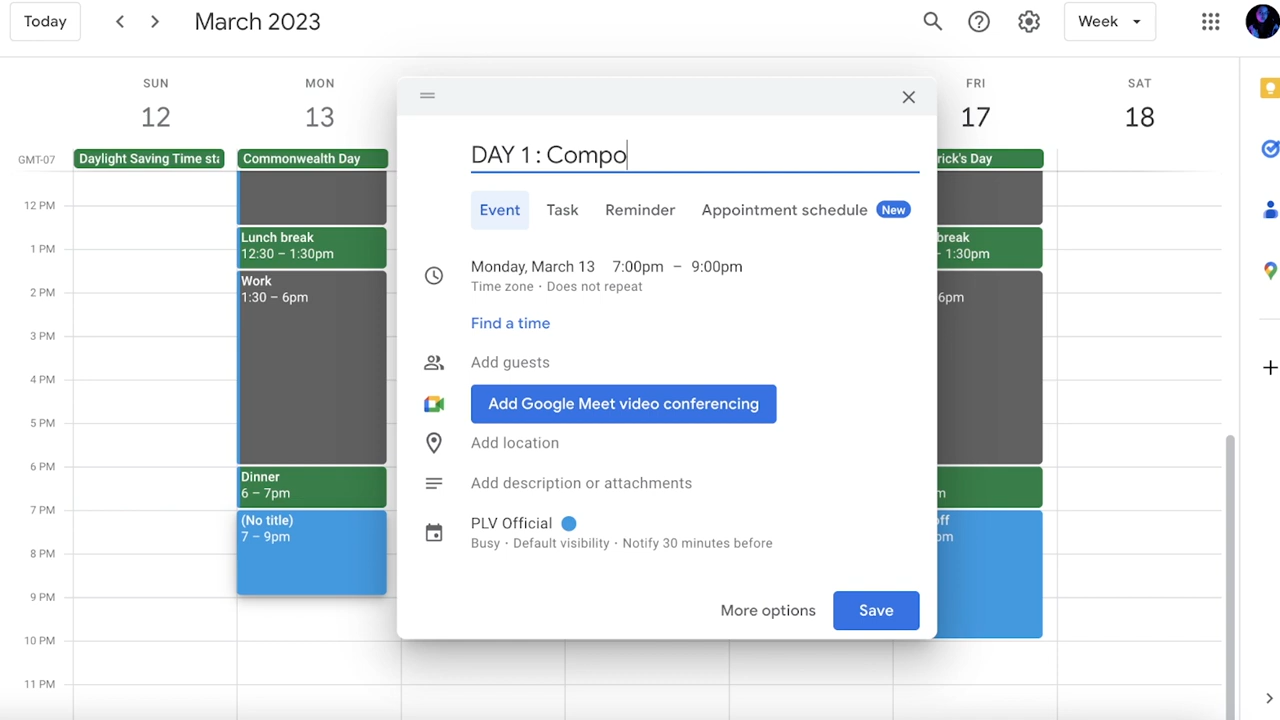 Today
March 2023
Week
SUN
MON
FRI
SAT
12
13
17
18
GMT-07
Daylight Saving Time sta
Commonwealth Day
rick's Day
DAY 1 : Compo
Event
Task
Reminder
Appointment schedule
New
Monday, March 13 7:00pm – 9:00pm
Time zone · Does not repeat
Find a time
Add guests
Add Google Meet video conferencing
Add location
Add description or attachments
PLV Official
Busy · Default visibility · Notify 30 minutes before
More options
Save
12 PM
1 PM
2 PM
3 PM
4 PM
5 PM
6 PM
7 PM
8 PM
9 PM
10 PM
11 PM
Lunch break
12:30 – 1:30pm
Work
1:30 – 6pm
Dinner
6 – 7pm
(No title)
7 – 9pm
break
– 1:30pm
6pm
m
off
pm